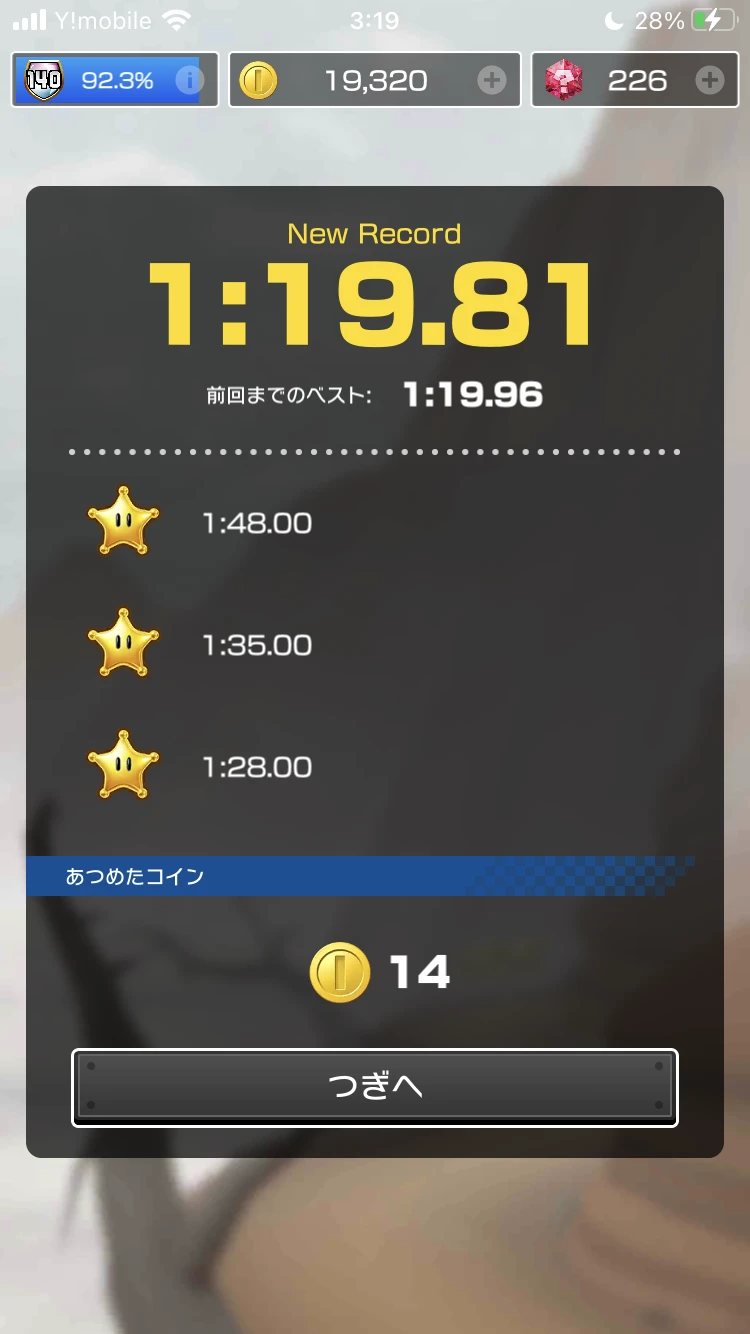 Y!mobile 3:19 28%
140 92.3% i 19,320 + 226 +
New Record
1:19.81
前回までのベスト: 1:19.96
1:48.00
1:35.00
1:28.00
あつめたコイン
14
つぎへ